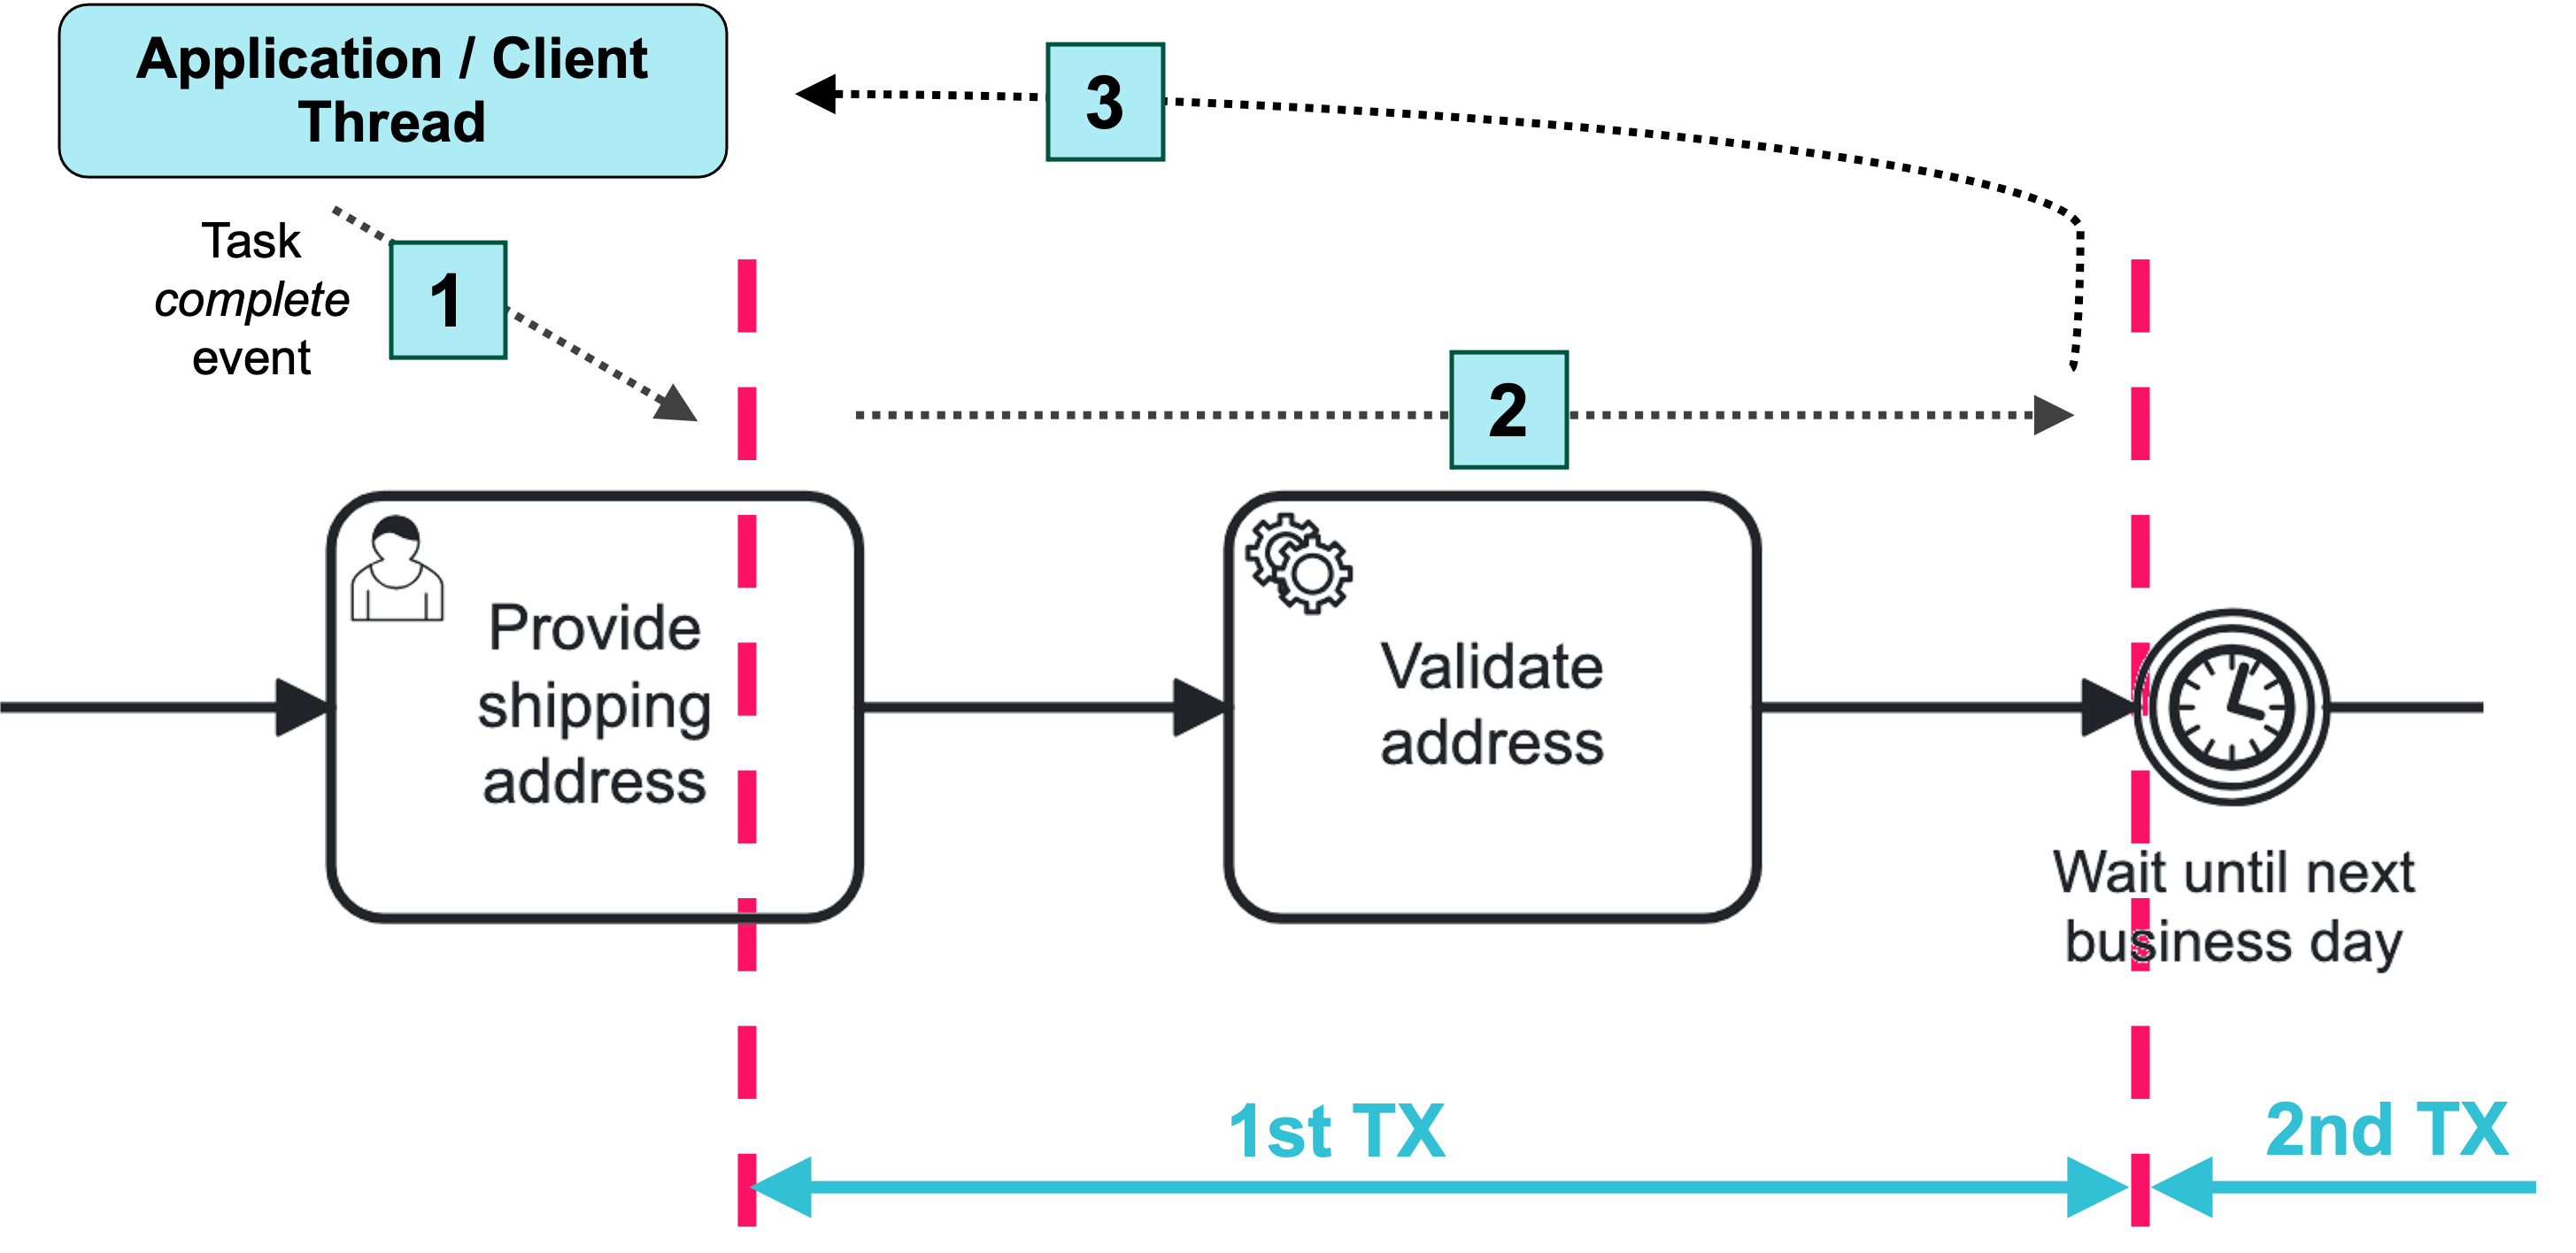 Application / Client
Thread
3
Task
complete
event
1
2
Provide
shipping
address
Validate
address
Wait until next
business day
1st TX
2nd TX